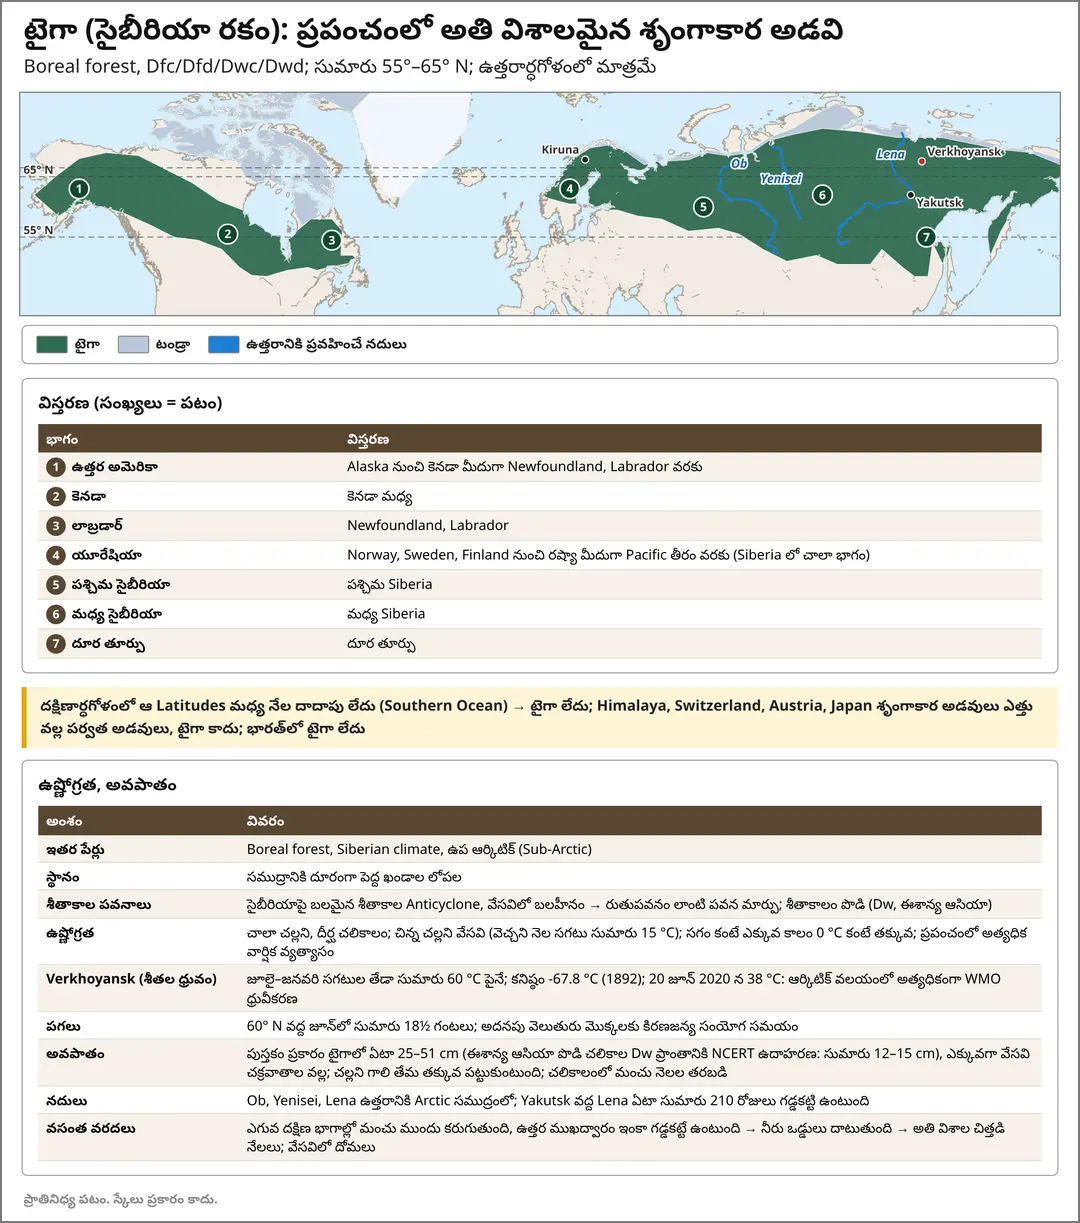 టైగా (సైబీరియా రకం): ప్రపంచంలో అతి విశాలమైన శృంగాకార అడవి
Boreal forest, Dfc/Dfd/Dwc/Dwd; సుమారు 55°–65° N; ఉత్తరార్ధగోళంలో మాత్రమే
65° N
55° N
Kiruna
Ob
Yenisei
Lena
Verkhoyansk
Yakutsk
1
2
3
4
5
6
7
టైగా
టండ్రా
ఉత్తరానికి ప్రవహించే నదులు
విస్తరణ (సంఖ్యలు = పటం)
భాగం విస్తరణ
1 ఉత్తర అమెరికా Alaska నుంచి కెనడా మీదుగా Newfoundland, Labrador వరకు
2 కెనడా కెనడా మధ్య
3 లాబ్రడార్ Newfoundland, Labrador
4 యూరేషియా Norway, Sweden, Finland నుంచి రష్యా మీదుగా Pacific తీరం వరకు (Siberia లో చాలా భాగం)
5 పశ్చిమ సైబీరియా పశ్చిమ Siberia
6 మధ్య సైబీరియా మధ్య Siberia
7 దూర తూర్పు దూర తూర్పు
దక్షిణార్ధగోళంలో ఆ Latitudes మధ్య నేల దాదాపు లేదు (Southern Ocean) → టైగా లేదు; Himalaya, Switzerland, Austria, Japan శృంగాకార అడవులు ఎత్తు
వల్ల పర్వత అడవులు, టైగా కాదు; భారత్‌లో టైగా లేదు
ఉష్ణోగ్రత, అవపాతం
అంశం వివరం
ఇతర పేర్లు Boreal forest, Siberian climate, ఉప ఆర్కిటిక్ (Sub-Arctic)
స్థానం సముద్రానికి దూరంగా పెద్ద ఖండాల లోపల
శీతాకాల పవనాలు సైబీరియాపై బలమైన శీతాకాల Anticyclone, వేసవిలో బలహీనం → రుతుపవనం లాంటి పవన మార్పు; శీతాకాలం పొడి (Dw, ఈశాన్య ఆసియా)
ఉష్ణోగ్రత చాలా చల్లని, దీర్ఘ చలికాలం; చిన్న చల్లని వేసవి (వెచ్చని నెల సగటు సుమారు 15 °C); సగం కంటే ఎక్కువ కాలం 0 °C కంటే తక్కువ; ప్రపంచంలో అత్యధిక
వార్షిక వ్యత్యాసం
Verkhoyansk (శీతల ధ్రువం) జూలై–జనవరి సగటుల తేడా సుమారు 60 °C పైనే; కనిష్ఠం -67.8 °C (1892); 20 జూన్ 2020 న 38 °C: ఆర్కిటిక్ వలయంలో అత్యధికంగా WMO
ధ్రువీకరణ
పగలు 60° N వద్ద జూన్‌లో సుమారు 18½ గంటలు; అదనపు వెలుతురు మొక్కలకు కిరణజన్య సంయోగ సమయం
అవపాతం పుస్తకం ప్రకారం టైగాలో ఏటా 25–51 cm (ఈశాన్య ఆసియా పొడి చలికాల Dw ప్రాంతానికి NCERT ఉదాహరణ: సుమారు 12–15 cm), ఎక్కువగా వేసవి
చక్రవాతాల వల్ల; చల్లని గాలి తేమ తక్కువ పట్టుకుంటుంది; చలికాలంలో మంచు నెలల తరబడి
నదులు Ob, Yenisei, Lena ఉత్తరానికి Arctic సముద్రంలో; Yakutsk వద్ద Lena ఏటా సుమారు 210 రోజులు గడ్డకట్టి ఉంటుంది
వసంత వరదలు ఎగువ దక్షిణ భాగాల్లో మంచు ముందు కరుగుతుంది, ఉత్తర ముఖద్వారం ఇంకా గడ్డకట్టే ఉంటుంది → నీరు ఒడ్డులు దాటుతుంది → అతి విశాల చిత్తడి
నేలలు; వేసవిలో దోమలు
ప్రాతినిధ్య పటం. స్కేలు ప్రకారం కాదు.